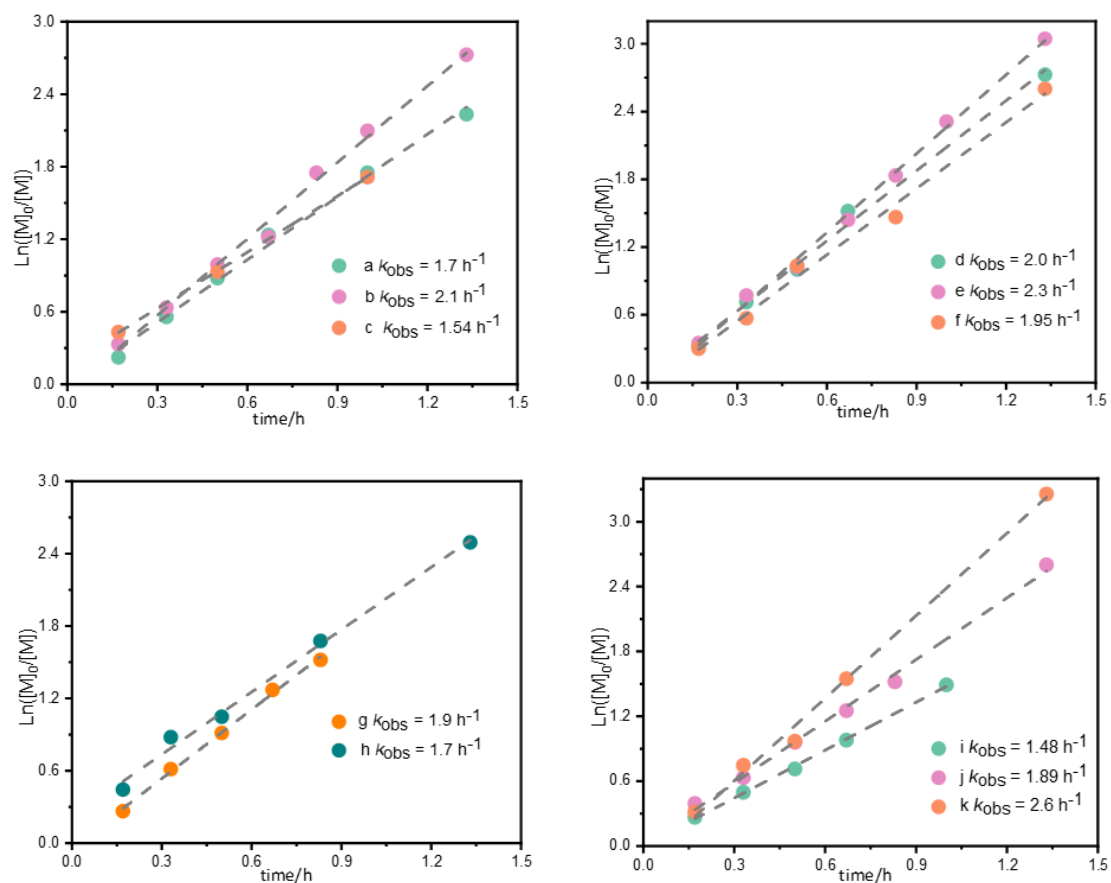 3.0
2.4
1.8
1.2
0.6
0.0
Ln([M]₀/[M])
a kobs = 1.7 h⁻¹
b kobs = 2.1 h⁻¹
c kobs = 1.54 h⁻¹
0.0 0.3 0.6 0.9 1.2 1.5
time/h
3.0
2.4
1.8
1.2
0.6
0.0
Ln([M]₀/[M])
d kobs = 2.0 h⁻¹
e kobs = 2.3 h⁻¹
f kobs = 1.95 h⁻¹
0.0 0.3 0.6 0.9 1.2 1.5
time/h
3.0
2.4
1.8
1.2
0.6
0.0
Ln([M]₀/[M])
g kobs = 1.9 h⁻¹
h kobs = 1.7 h⁻¹
0.0 0.3 0.6 0.9 1.2 1.5
time/h
3.0
2.4
1.8
1.2
0.6
0.0
Ln([M]₀/[M])
i kobs = 1.48 h⁻¹
j kobs = 1.89 h⁻¹
k kobs = 2.6 h⁻¹
0.0 0.3 0.6 0.9 1.2 1.5
time/h